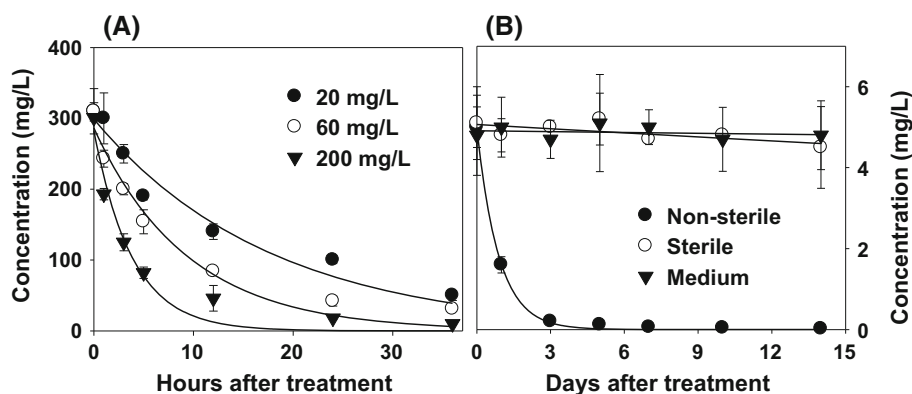 (A)
(B)
Concentration (mg/L)
400
300
200
100
0
20 mg/L
60 mg/L
200 mg/L
0
10
20
30
Hours after treatment
Non-sterile
Sterile
Medium
0
3
6
9
12
15
Days after treatment
6
4
2
0
Concentration (mg/L)